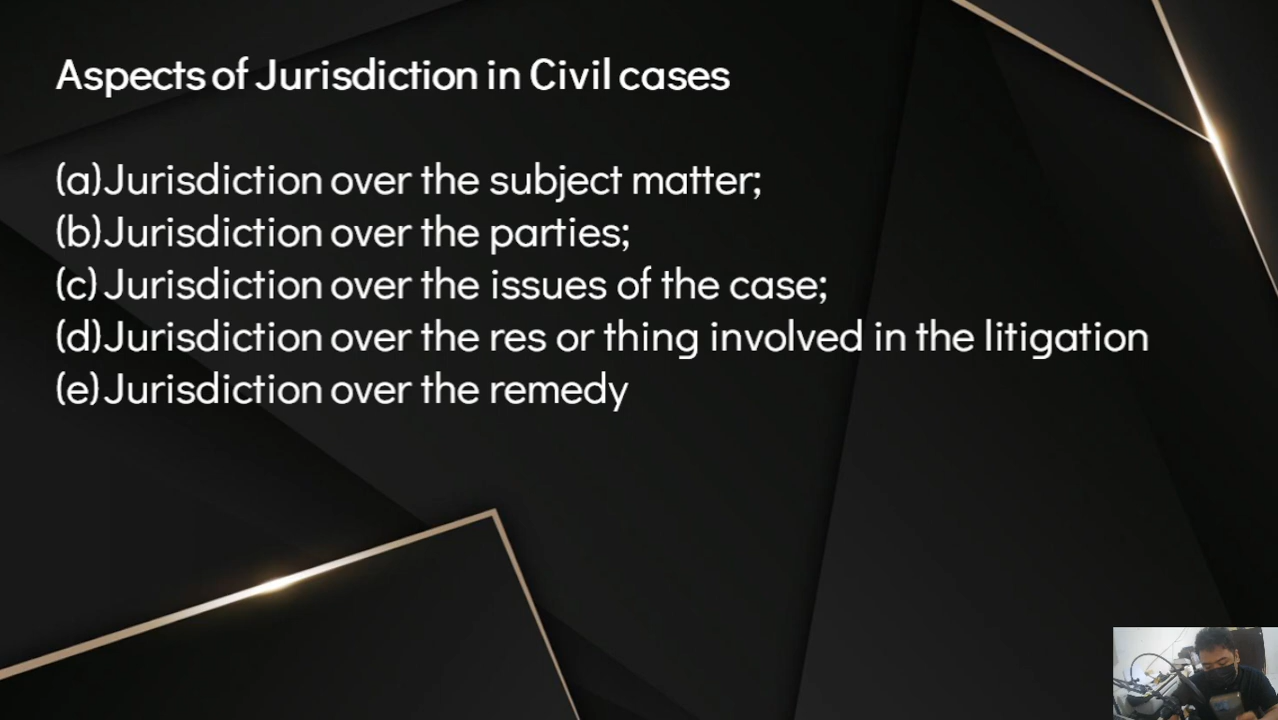 Aspects of Jurisdiction in Civil cases
(a)Jurisdiction over the subject matter;
(b)Jurisdiction over the parties;
(c) Jurisdiction over the issues of the case;
(d)Jurisdiction over the res or thing involved in the litigation
(e)Jurisdiction over the remedy